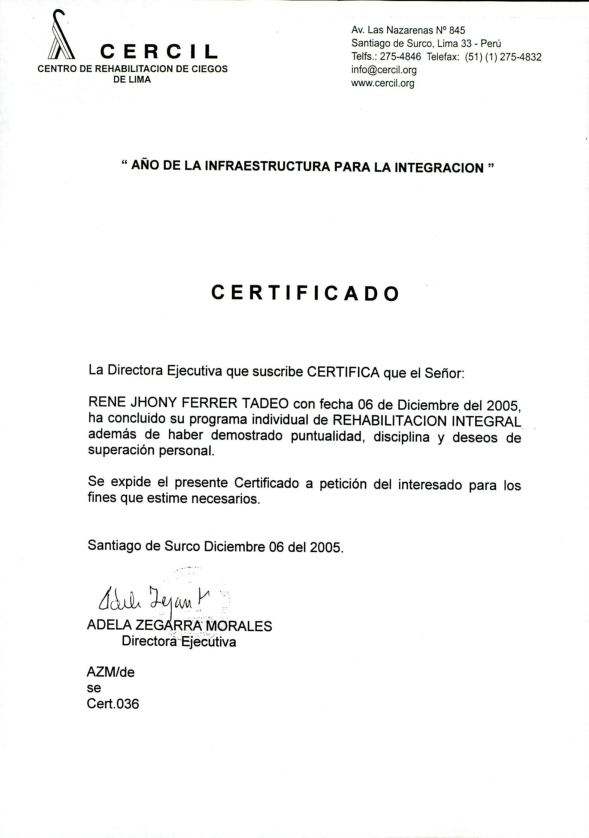 CERCIL
CENTRO DE REHABILITACION DE CIEGOS
DE LIMA
Av. Las Nazarenas Nº 845
Santiago de Surco, Lima 33 - Perú
Telfs.: 275-4846 Telefax: (51) (1) 275-4832
info@cercil.org
www.cercil.org
“ AÑO DE LA INFRAESTRUCTURA PARA LA INTEGRACION ”
CERTIFICADO
La Directora Ejecutiva que suscribe CERTIFICA que el Señor:
RENE JHONY FERRER TADEO con fecha 06 de Diciembre del 2005,
ha concluido su programa individual de REHABILITACION INTEGRAL
además de haber demostrado puntualidad, disciplina y deseos de
superación personal.
Se expide el presente Certificado a petición del interesado para los
fines que estime necesarios.
Santiago de Surco Diciembre 06 del 2005.
ADELA ZEGARRA MORALES
Directora Ejecutiva
AZM/de
se
Cert.036